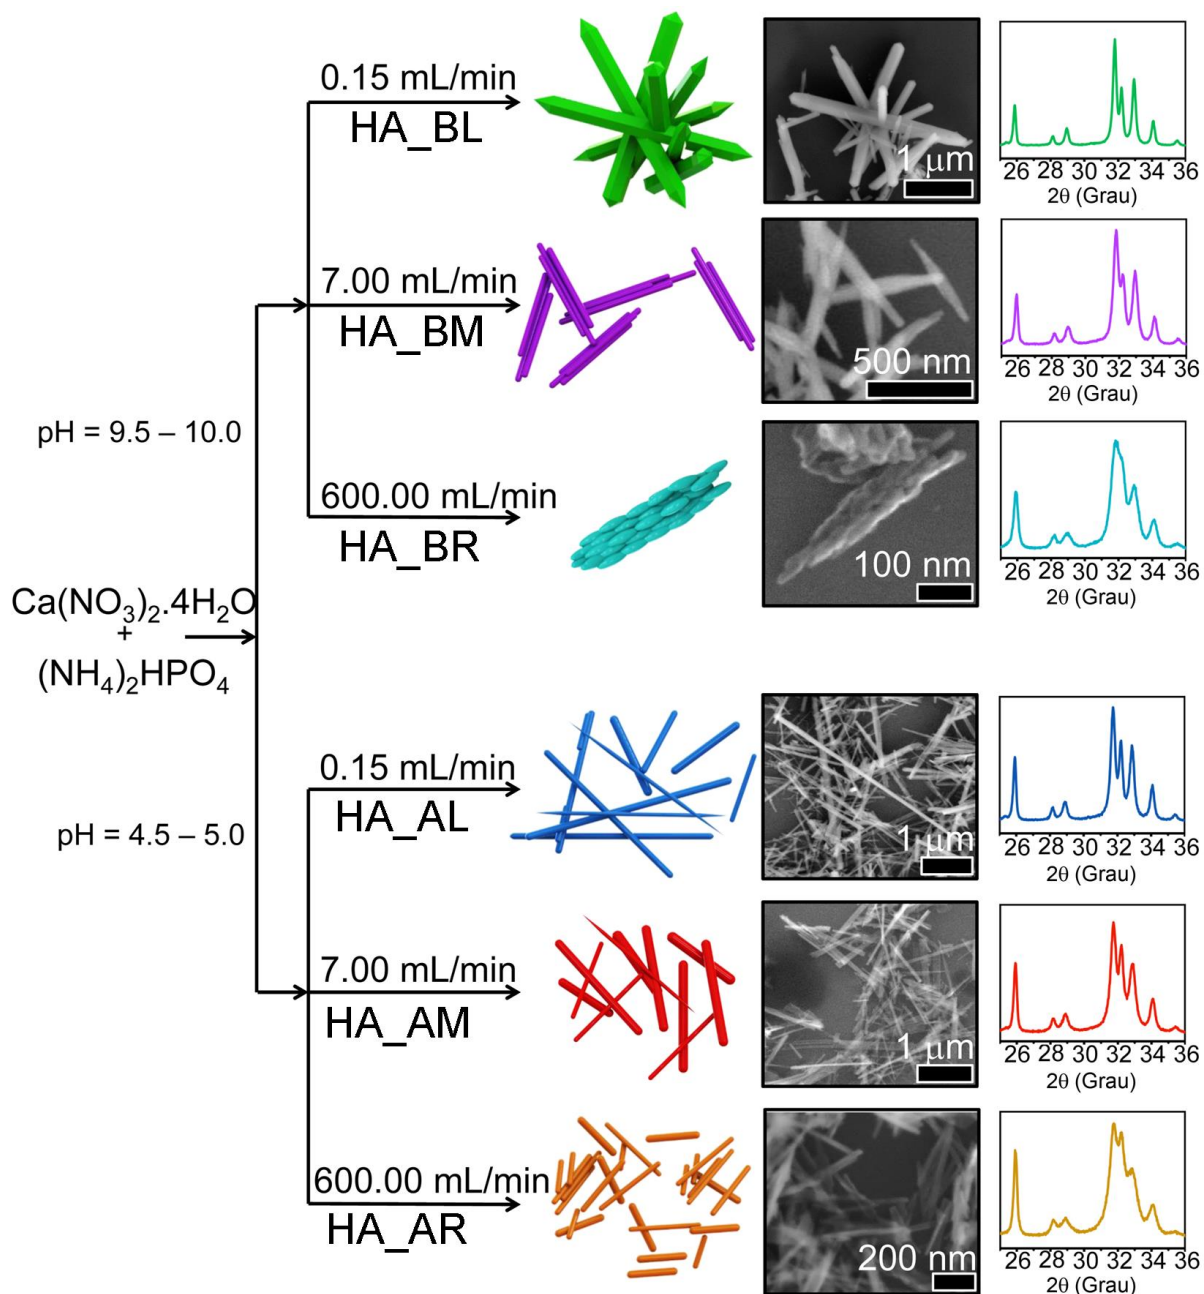 0.15 mL/min
HA_BL
1 μm
26 28 30 32 34 36
2θ (Grau)
7.00 mL/min
HA_BM
500 nm
26 28 30 32 34 36
2θ (Grau)
pH = 9.5 – 10.0
600.00 mL/min
HA_BR
100 nm
26 28 30 32 34 36
2θ (Grau)
Ca(NO₃)₂.4H₂O
+
(NH₄)₂HPO₄
0.15 mL/min
HA_AL
1 μm
26 28 30 32 34 36
2θ (Grau)
pH = 4.5 – 5.0
7.00 mL/min
HA_AM
1 μm
26 28 30 32 34 36
2θ (Grau)
600.00 mL/min
HA_AR
200 nm
26 28 30 32 34 36
2θ (Grau)